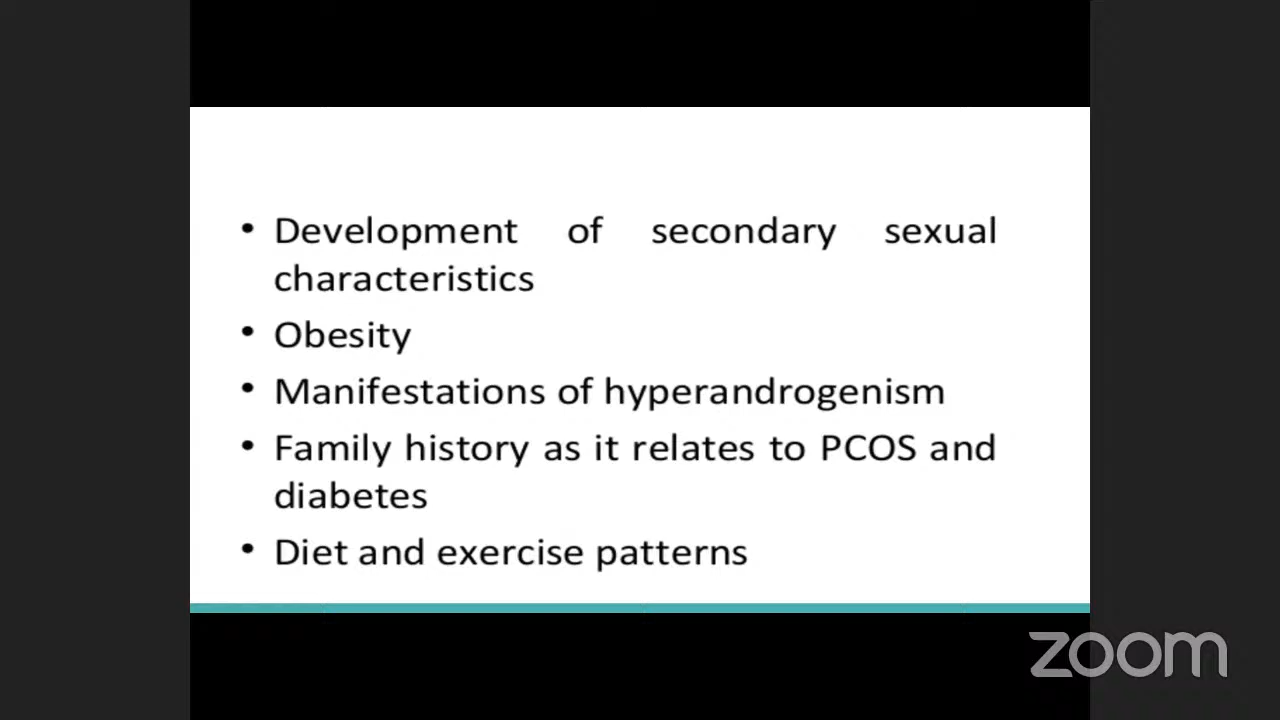 • Development of secondary sexual
characteristics
• Obesity
• Manifestations of hyperandrogenism
• Family history as it relates to PCOS and
diabetes
• Diet and exercise patterns
zoom